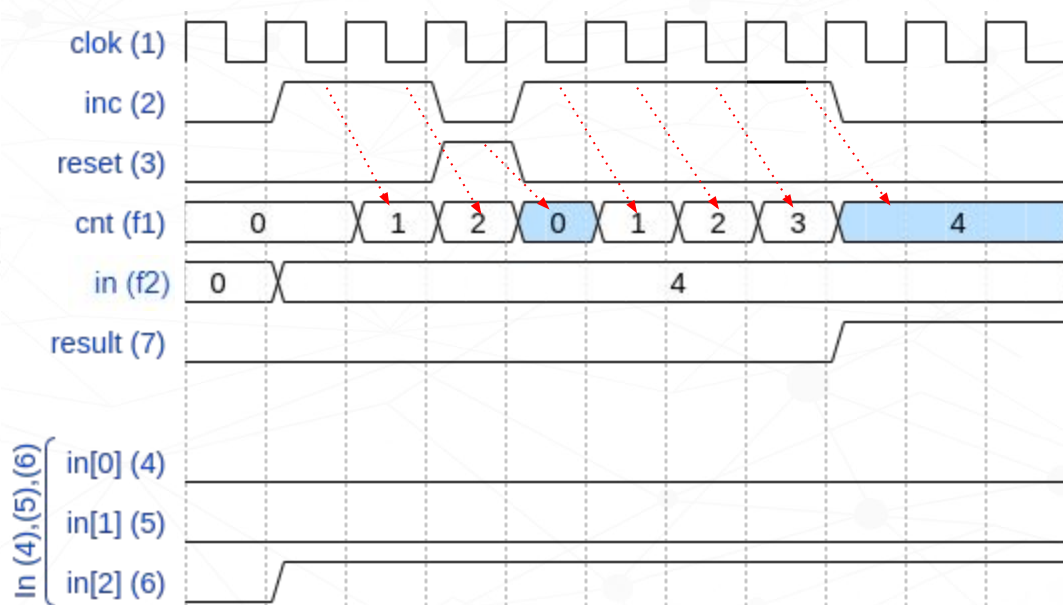 clok (1)
inc (2)
reset (3)
cnt (f1) 0 1 2 0 1 2 3 4
in (f2) 0 4
result (7)
In (4),(5),(6)
in[0] (4)
in[1] (5)
in[2] (6)